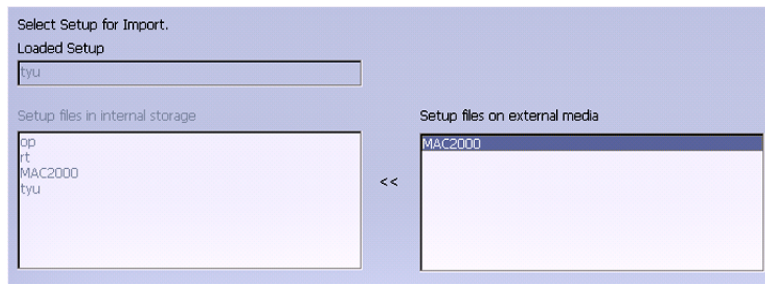 Select Setup for Import.
Loaded Setup
tyu
Setup files in internal storage
op
rt
MAC2000
tyu
<<
Setup files on external media
MAC2000